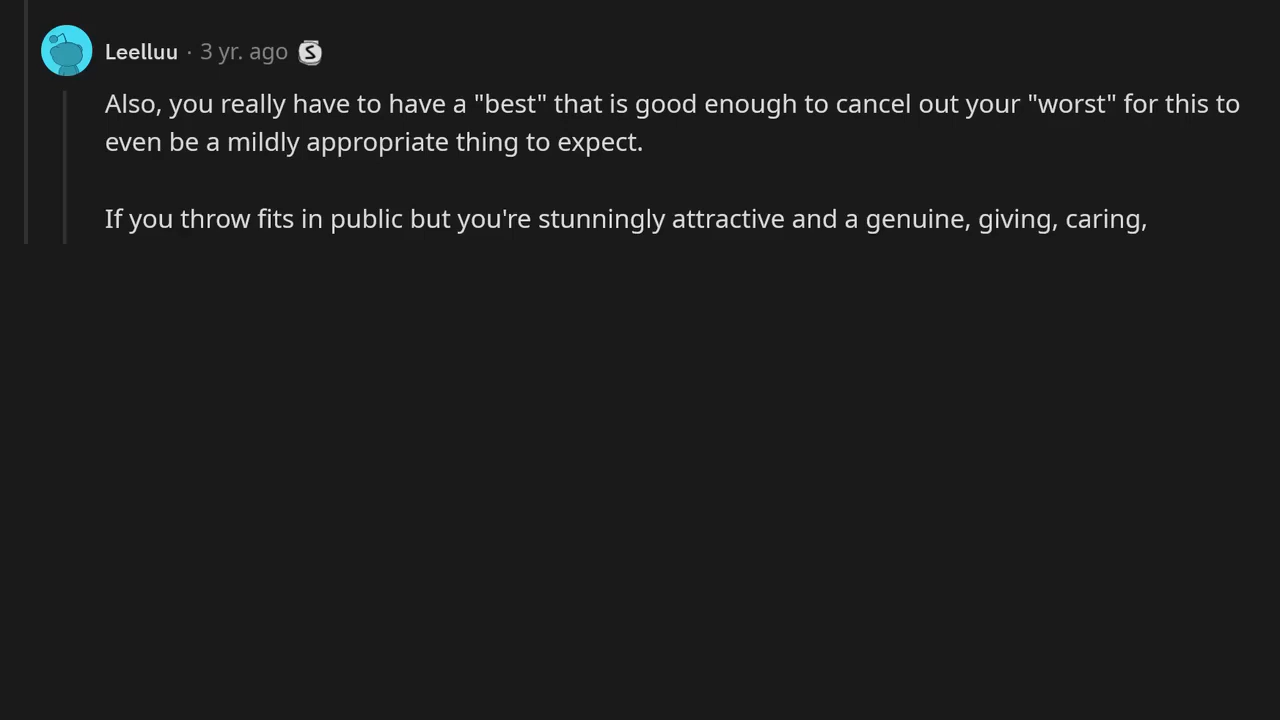 Leelluu · 3 yr. ago
Also, you really have to have a "best" that is good enough to cancel out your "worst" for this to
even be a mildly appropriate thing to expect.
If you throw fits in public but you're stunningly attractive and a genuine, giving, caring,